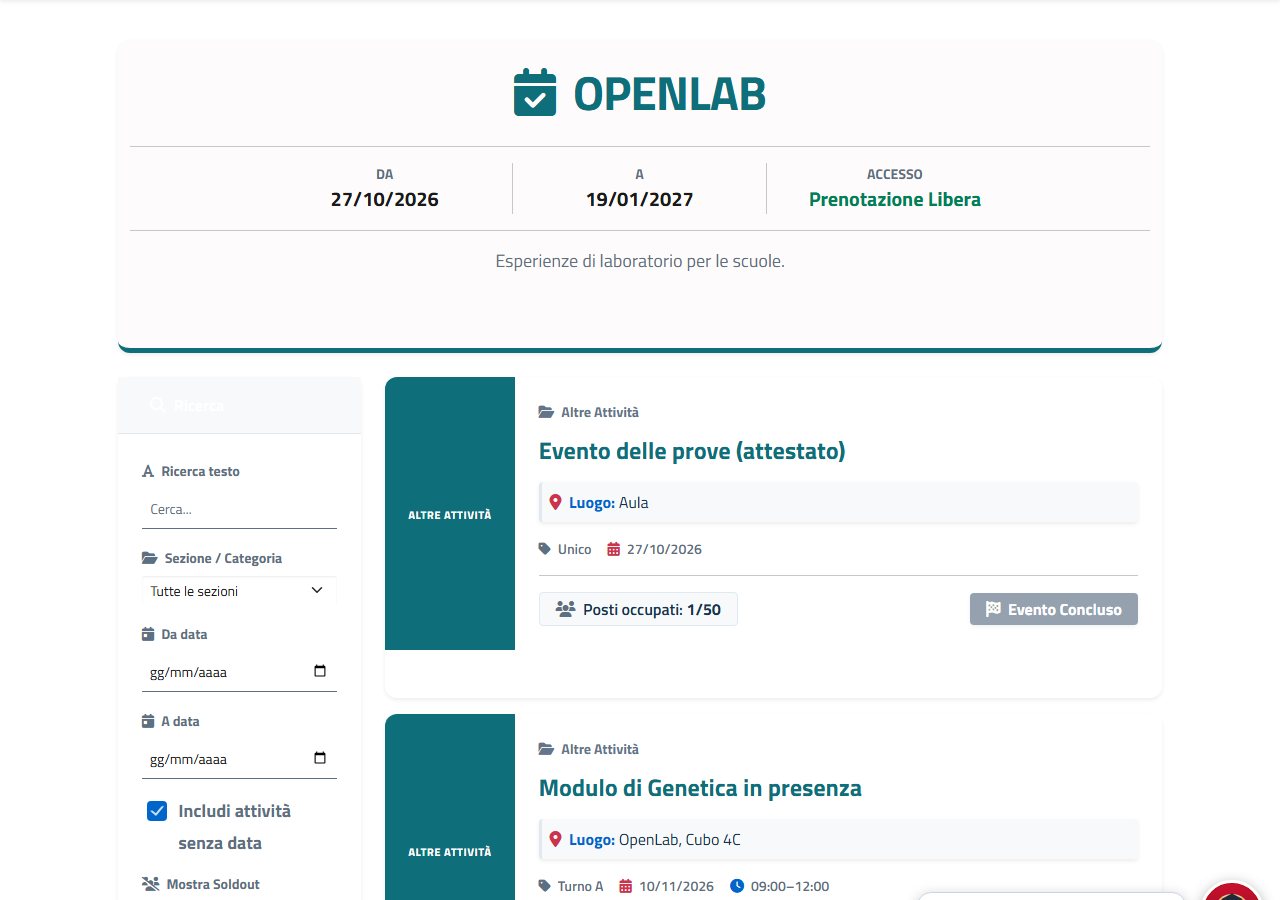 OPENLAB
DA
27/10/2026
A
19/01/2027
ACCESSO
Prenotazione Libera
Esperienze di laboratorio per le scuole.
Ricerca
Ricerca testo
Cerca...
Sezione / Categoria
Tutte le sezioni
Da data
gg/mm/aaaa
A data
gg/mm/aaaa
Includi attività
senza data
Mostra Soldout
ALTRE ATTIVITÀ
Altre Attività
Evento delle prove (attestato)
Luogo: Aula
Unico 27/10/2026
Posti occupati: 1/50
Evento Concluso
ALTRE ATTIVITÀ
Altre Attività
Modulo di Genetica in presenza
Luogo: OpenLab, Cubo 4C
Turno A 10/11/2026 09:00–12:00